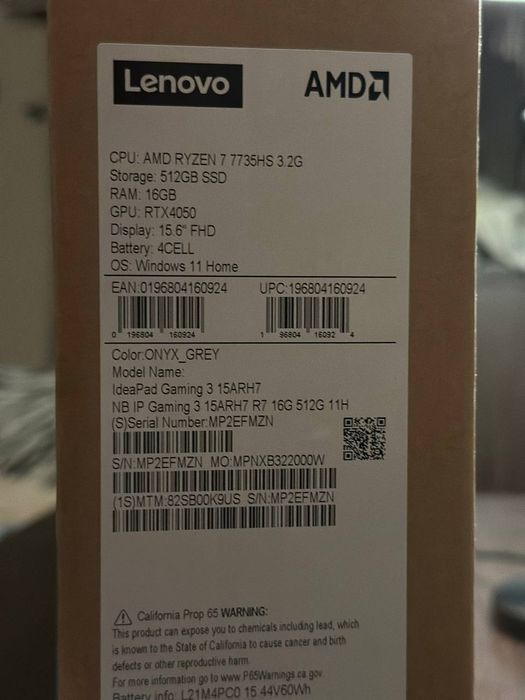 Lenovo AMD
CPU: AMD RYZEN 7 7735HS 3.2G
Storage: 512GB SSD
RAM: 16GB
GPU: RTX4050
Display: 15.6" FHD
Battery: 4CELL
OS: Windows 11 Home
EAN:0196804160924 UPC:196804160924
0 196804 160924 1 96804 16092 4
Color:ONYX_GREY
Model Name:
IdeaPad Gaming 3 15ARH7
NB IP Gaming 3 15ARH7 R7 16G 512G 11H
(S)Serial Number:MP2EFMZN
S/N:MP2EFMZN MO:MPNXB322000W
(1S)MTM:82SB00K9US S/N:MP2EFMZN
California Prop 65 WARNING:
This product can expose you to chemicals including lead, which
is known to the State of California to cause cancer and birth
defects or other reproductive harm.
For more information go to www.P65Warnings.ca.gov.
Battery info: L21M4PC0 15.44V60Wh